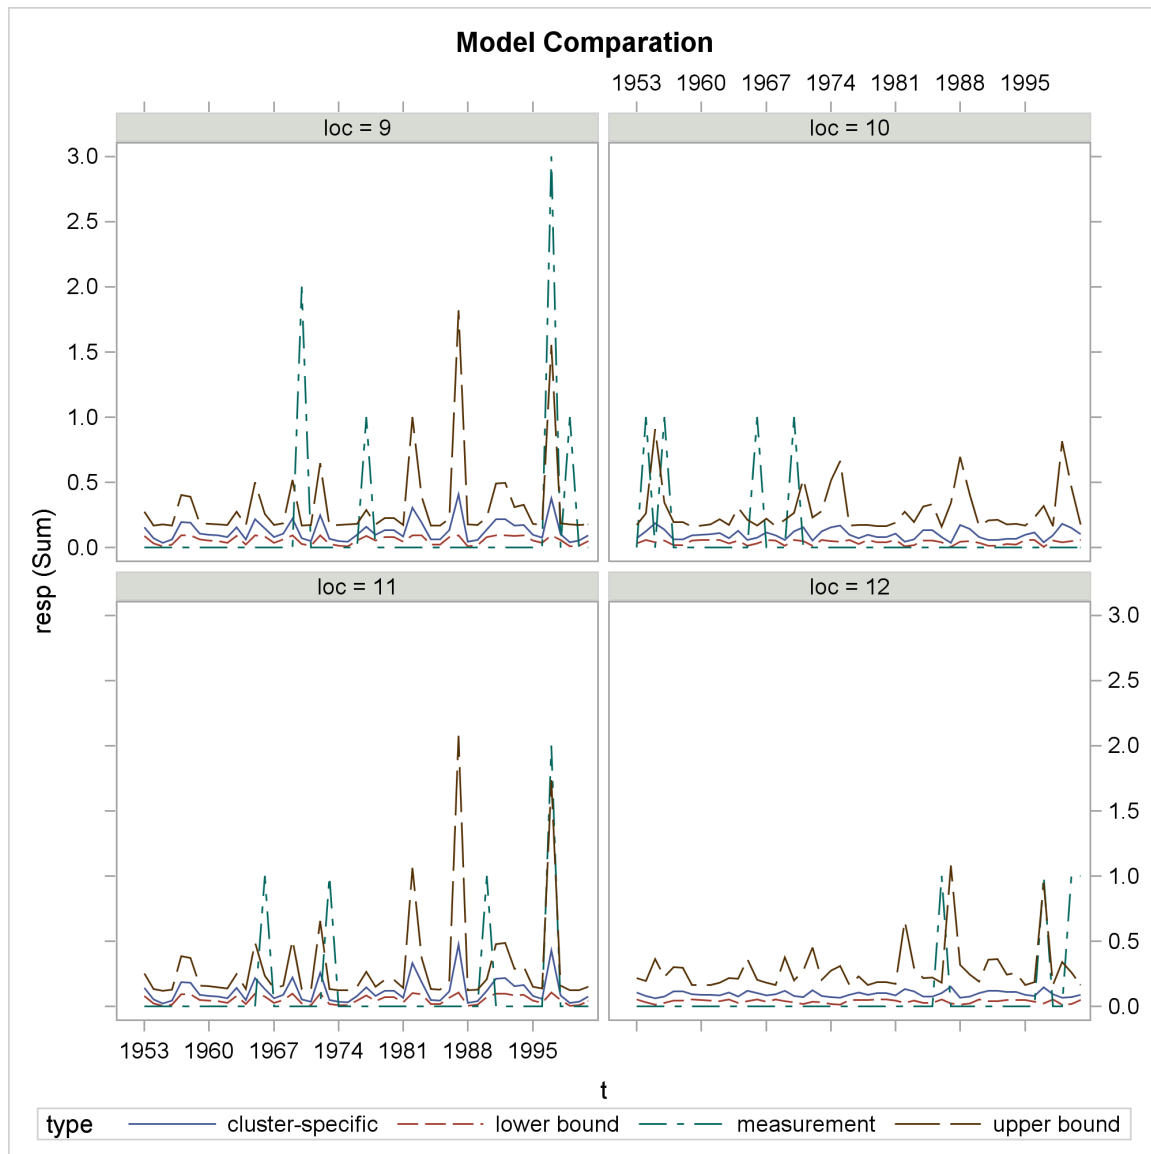 Model Comparation
1953 1960 1967 1974 1981 1988 1995
loc = 9
loc = 10
3.0
2.5
2.0
1.5
1.0
0.5
0.0
loc = 11
loc = 12
resp (Sum)
3.0
2.5
2.0
1.5
1.0
0.5
0.0
1953 1960 1967 1974 1981 1988 1995
t
type cluster-specific lower bound measurement upper bound